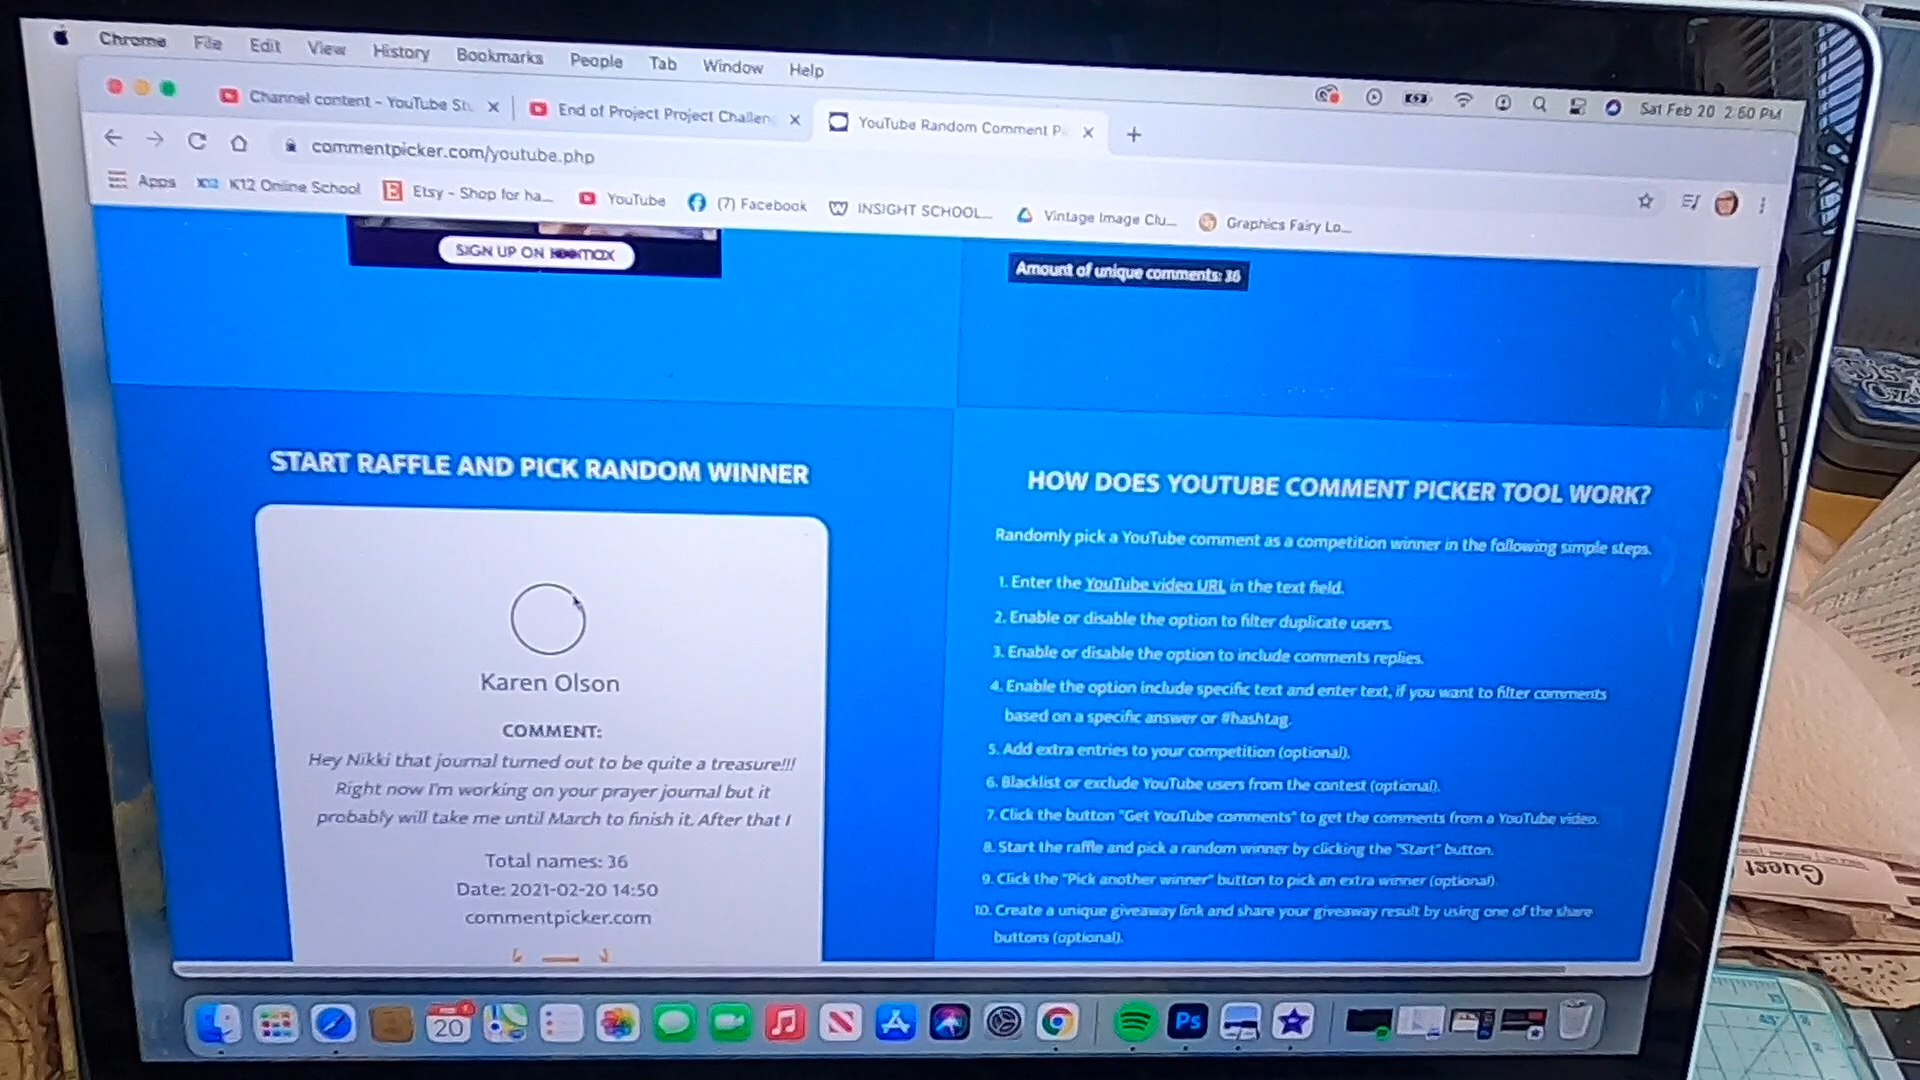 Chrome File Edit View History Bookmarks People Tab Window Help
Sat Feb 20 2:50 PM
Channel content - YouTube Stu
End of Project Project Challen
YouTube Random Comment P
commentpicker.com/youtube.php
Apps K12 Online School Etsy - Shop for ha... YouTube (7) Facebook INSIGHT SCHOOL... Vintage Image Clu... Graphics Fairy Lo...
SIGN UP ON HBOmax
Amount of unique comments: 36
START RAFFLE AND PICK RANDOM WINNER
Karen Olson
COMMENT:
Hey Nikki that journal turned out to be quite a treasure!!!
Right now I'm working on your prayer journal but it
probably will take me until March to finish it. After that I
Total names: 36
Date: 2021-02-20 14:50
commentpicker.com
HOW DOES YOUTUBE COMMENT PICKER TOOL WORK?
Randomly pick a YouTube comment as a competition winner in the following simple steps.
1. Enter the YouTube video URL in the text field.
2. Enable or disable the option to filter duplicate users.
3. Enable or disable the option to include comments replies.
4. Enable the option include specific text and enter text, if you want to filter comments
based on a specific answer or #hashtag.
5. Add extra entries to your competition (optional).
6. Blacklist or exclude YouTube users from the contest (optional).
7. Click the button "Get YouTube comments" to get the comments from a YouTube video.
8. Start the raffle and pick a random winner by clicking the "Start" button.
9. Click the "Pick another winner" button to pick an extra winner (optional)
10. Create a unique giveaway link and share your giveaway result by using one of the share
buttons (optional).
20
Ps
Guest